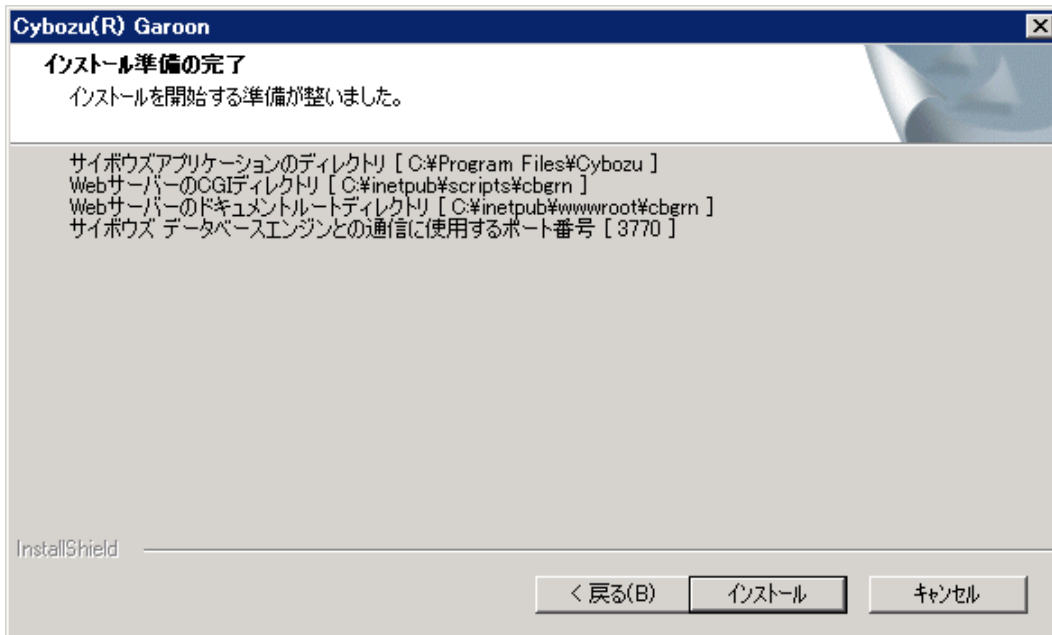 Cybozu(R) Garoon
インストール準備の完了
インストールを開始する準備が整いました。
サイボウズアプリケーションのディレクトリ [ C:¥Program Files¥Cybozu ]
WebサーバーのCGIディレクトリ [ C:¥inetpub¥scripts¥cbgrn ]
Webサーバーのドキュメントルートディレクトリ [ C:¥inetpub¥wwwroot¥cbgrn ]
サイボウズ データベースエンジンとの通信に使用するポート番号 [ 3770 ]
InstallShield
< 戻る(B)
インストール
キャンセル